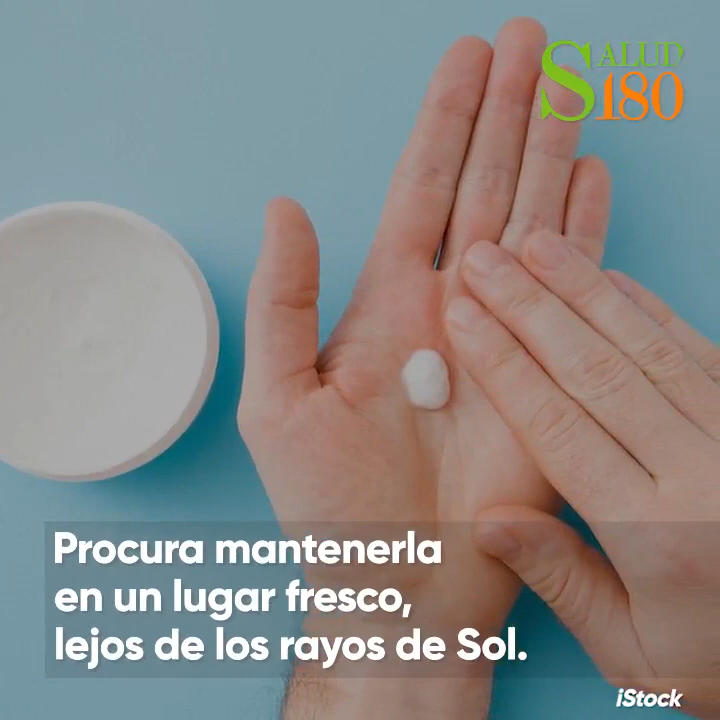 SALUD
180
Procura mantenerla
en un lugar fresco,
lejos de los rayos de Sol.
iStock